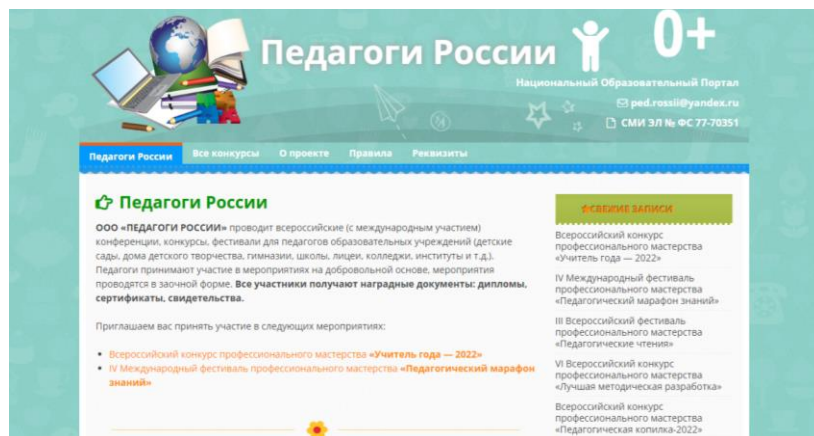 Педагоги России
0+
Национальный Образовательный Портал
ped.rossii@yandex.ru
СМИ ЭЛ № ФС 77-70351
Педагоги России Все конкурсы О проекте Правила Реквизиты
Педагоги России
ООО «ПЕДАГОГИ РОССИИ» проводит всероссийские (с международным участием)
конференции, конкурсы, фестивали для педагогов образовательных учреждений (детские
сады, дома детского творчества, гимназии, школы, лицеи, колледжи, институты и т.д.).
Педагоги принимают участие в мероприятиях на добровольной основе, мероприятия
проводятся в заочной форме. Все участники получают наградные документы: дипломы,
сертификаты, свидетельства.
Приглашаем вас принять участие в следующих мероприятиях:
Всероссийский конкурс профессионального мастерства «Учитель года — 2022»
IV Международный фестиваль профессионального мастерства «Педагогический марафон
знаний»
СВЕЖИЕ ЗАПИСИ
Всероссийский конкурс
профессионального мастерства
«Учитель года — 2022»
IV Международный фестиваль
профессионального мастерства
«Педагогический марафон знаний»
III Всероссийский фестиваль
профессионального мастерства
«Педагогические чтения»
VI Всероссийский конкурс
профессионального мастерства
«Лучшая методическая разработка»
Всероссийский конкурс
профессионального мастерства
«Педагогическая копилка-2022»